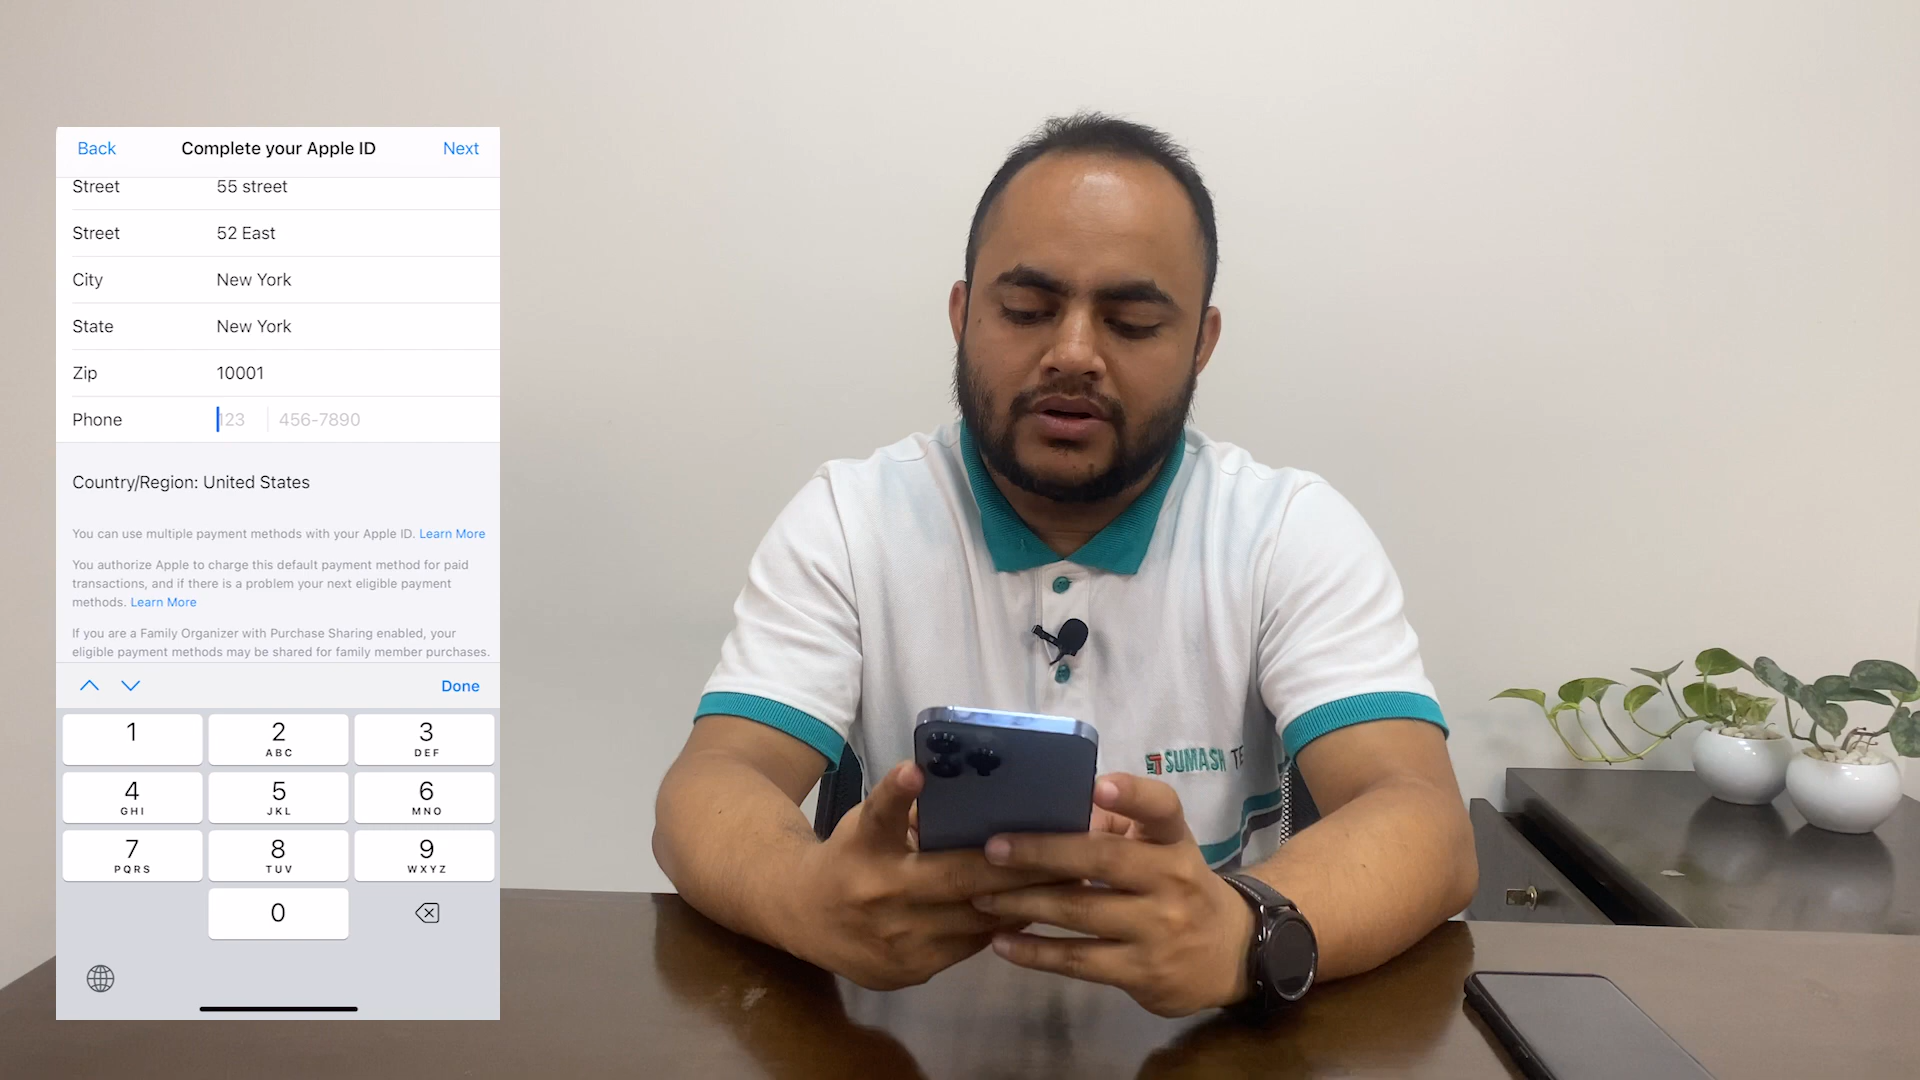 Back Complete your Apple ID Next
Street 55 street
Street 52 East
City New York
State New York
Zip 10001
Phone 123 456-7890
Country/Region: United States
You can use multiple payment methods with your Apple ID. Learn More
You authorize Apple to charge this default payment method for paid
transactions, and if there is a problem your next eligible payment
methods. Learn More
If you are a Family Organizer with Purchase Sharing enabled, your
eligible payment methods may be shared for family member purchases.
Done
1 2 3
ABC DEF
4 5 6
GHI JKL MNO
7 8 9
PQRS TUV WXYZ
0
SUMASH TE